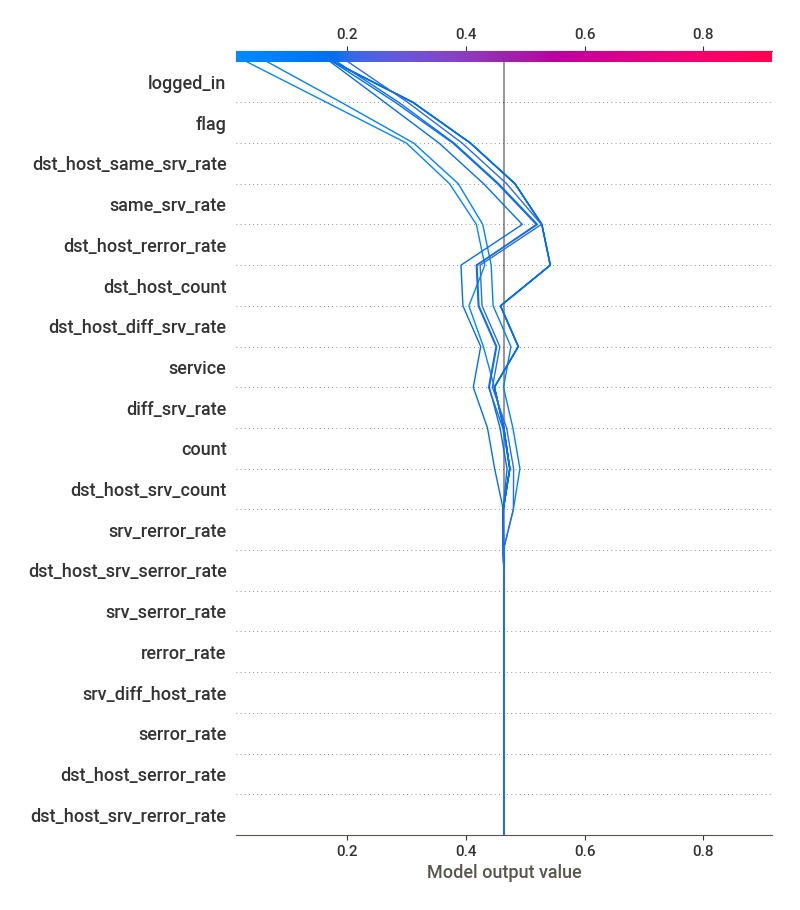 0.2 0.4 0.6 0.8
logged_in
flag
dst_host_same_srv_rate
same_srv_rate
dst_host_rerror_rate
dst_host_count
dst_host_diff_srv_rate
service
diff_srv_rate
count
dst_host_srv_count
srv_rerror_rate
dst_host_srv_serror_rate
srv_serror_rate
rerror_rate
srv_diff_host_rate
serror_rate
dst_host_serror_rate
dst_host_srv_rerror_rate
0.2 0.4 0.6 0.8
Model output value